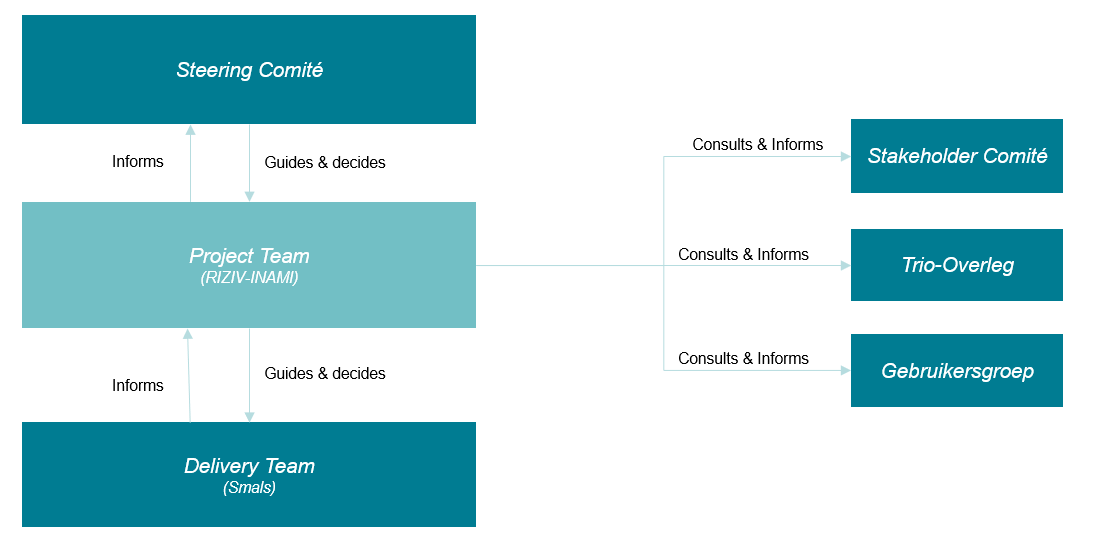 Steering Comité
Informs
Guides & decides
Project Team
(RIZIV-INAMI)
Informs
Guides & decides
Delivery Team
(Smals)
Consults & Informs
Stakeholder Comité
Consults & Informs
Trio-Overleg
Consults & Informs
Gebruikersgroep